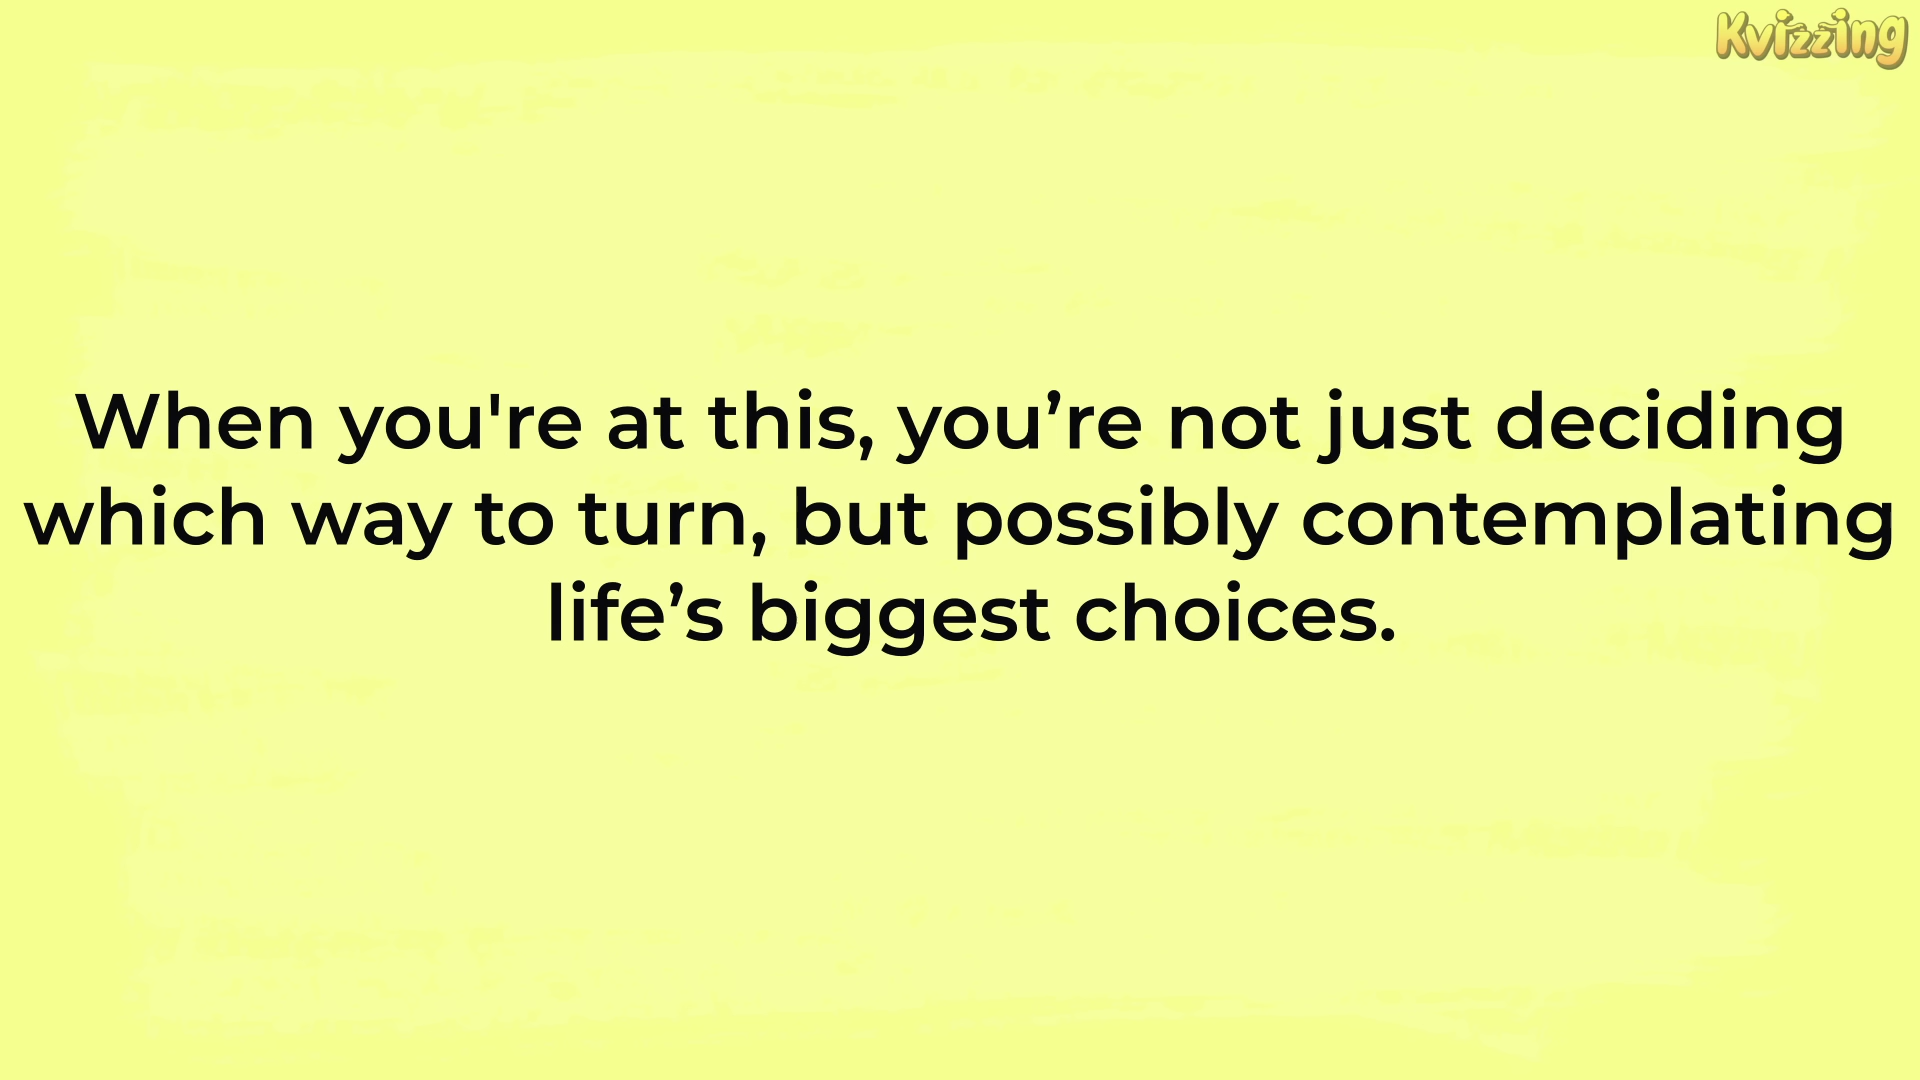 Kvizzing
When you're at this, you’re not just deciding
which way to turn, but possibly contemplating
life’s biggest choices.